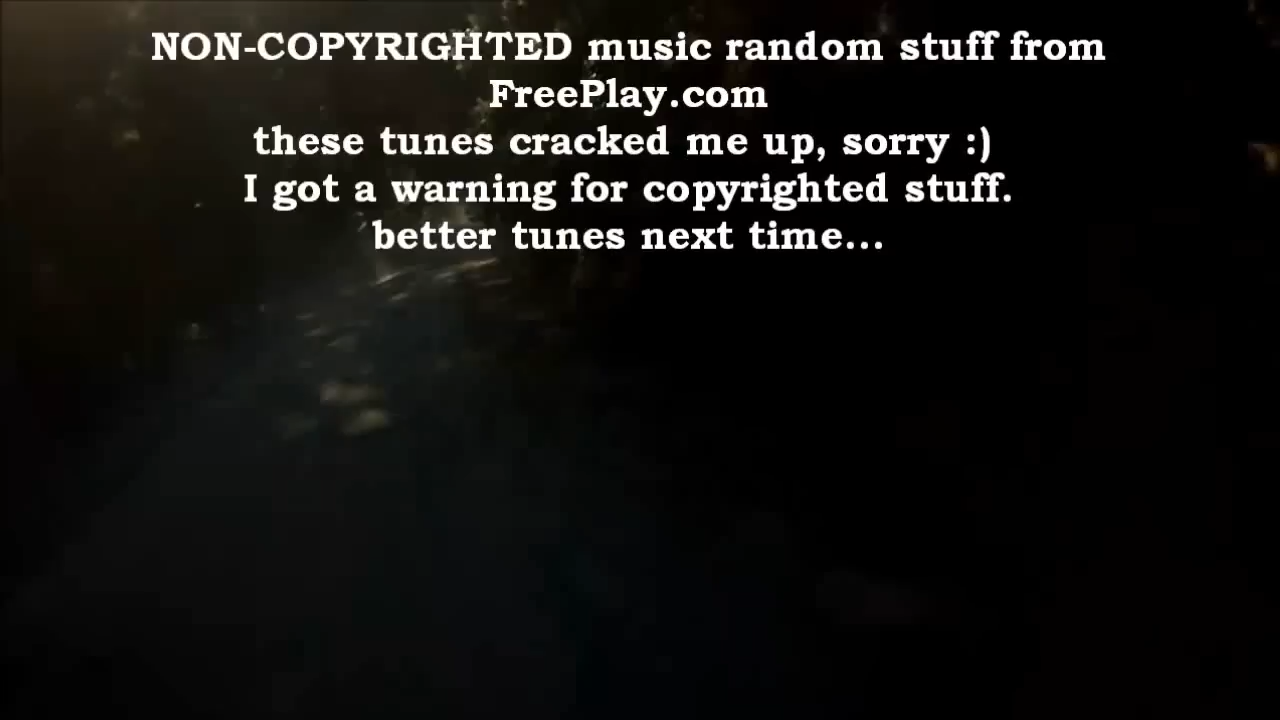 NON-COPYRIGHTED music random stuff from
FreePlay.com
these tunes cracked me up, sorry :)
I got a warning for copyrighted stuff.
better tunes next time...